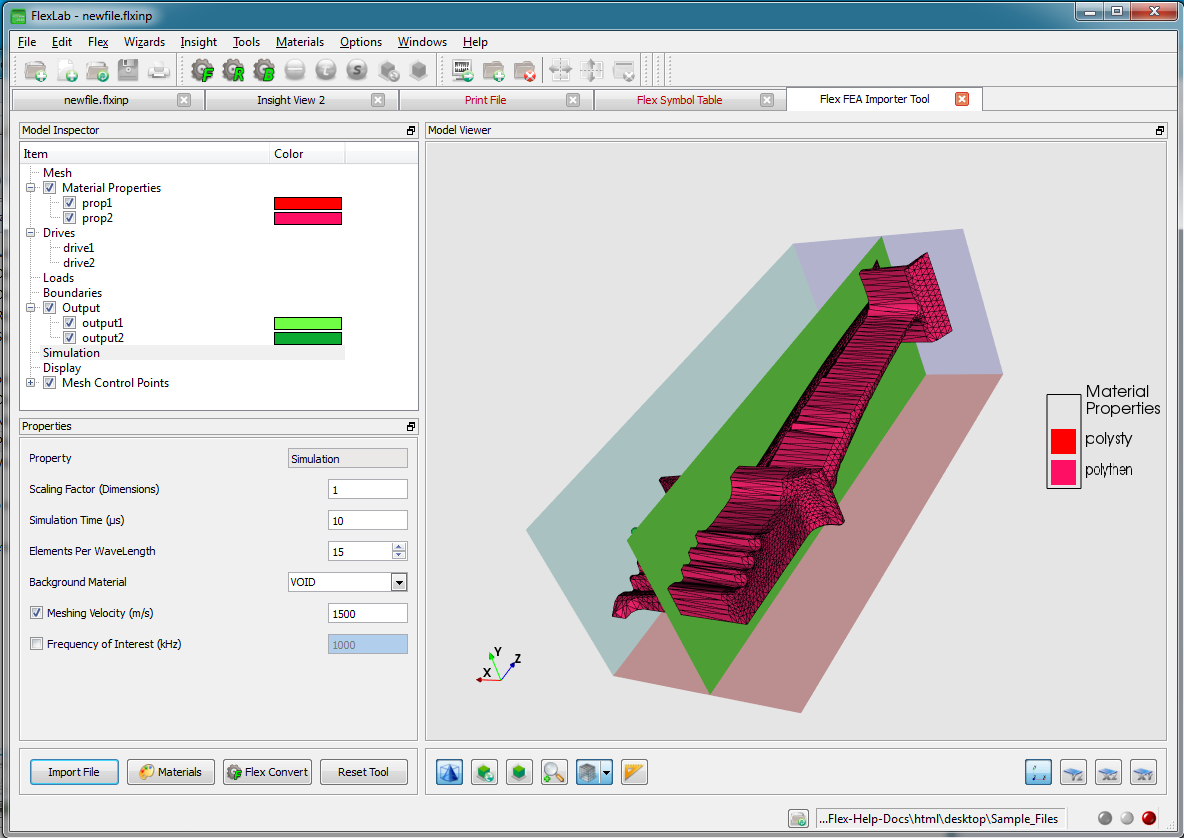 FlexLab - newfile.flxinp
File Edit Flex Wizards Insight Tools Materials Options Windows Help
F R B L S
newfile.flxinp Insight View 2 Print File Flex Symbol Table Flex FEA Importer Tool
Model Inspector
Item Color
Mesh
Material Properties
prop1
prop2
Drives
drive1
drive2
Loads
Boundaries
Output
output1
output2
Simulation
Display
Mesh Control Points
Properties
Property Simulation
Scaling Factor (Dimensions) 1
Simulation Time (µs) 10
Elements Per WaveLength 15
Background Material VOID
Meshing Velocity (m/s) 1500
Frequency of Interest (kHz) 1000
Import File Materials Flex Convert Reset Tool
Model Viewer
Material
Properties
polysty
polythen
Y
Z
X
...Flex-Help-Docs\html\desktop\Sample_Files